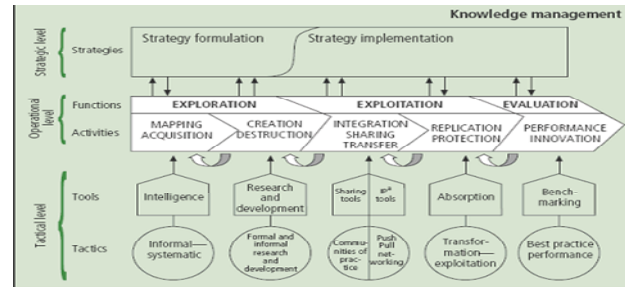 Knowledge management
Strategic level
Strategies
Strategy formulation
Strategy implementation
Operational level
Functions
EXPLORATION
EXPLOITATION
EVALUATION
Activities
MAPPING
ACQUISITION
CREATION
DESTRUCTION
INTEGRATION
SHARING
TRANSFER
REPLICATION
PROTECTION
PERFORMANCE
INNOVATION
Tactical level
Tools
Intelligence
Research
and
development
Sharing
tools
tools
Absorption
Bench-
marking
Tactics
Informal—
systematic
Formal and
informal
research
and
development
Commu-
nities of
prac-
tice
Push
Pull
net-
working
Transfor-
mation—
exploitation
Best practice
performance